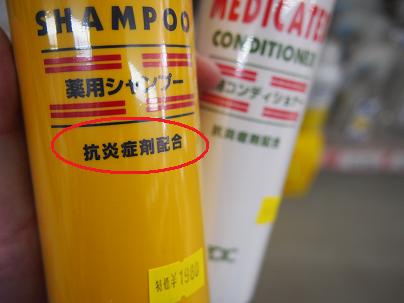 SHAMPOO
薬用シャンプー
抗炎症剤配合
1980
MEDICATED
CONDITIONER
用コンディショナー
抗炎症剤配合